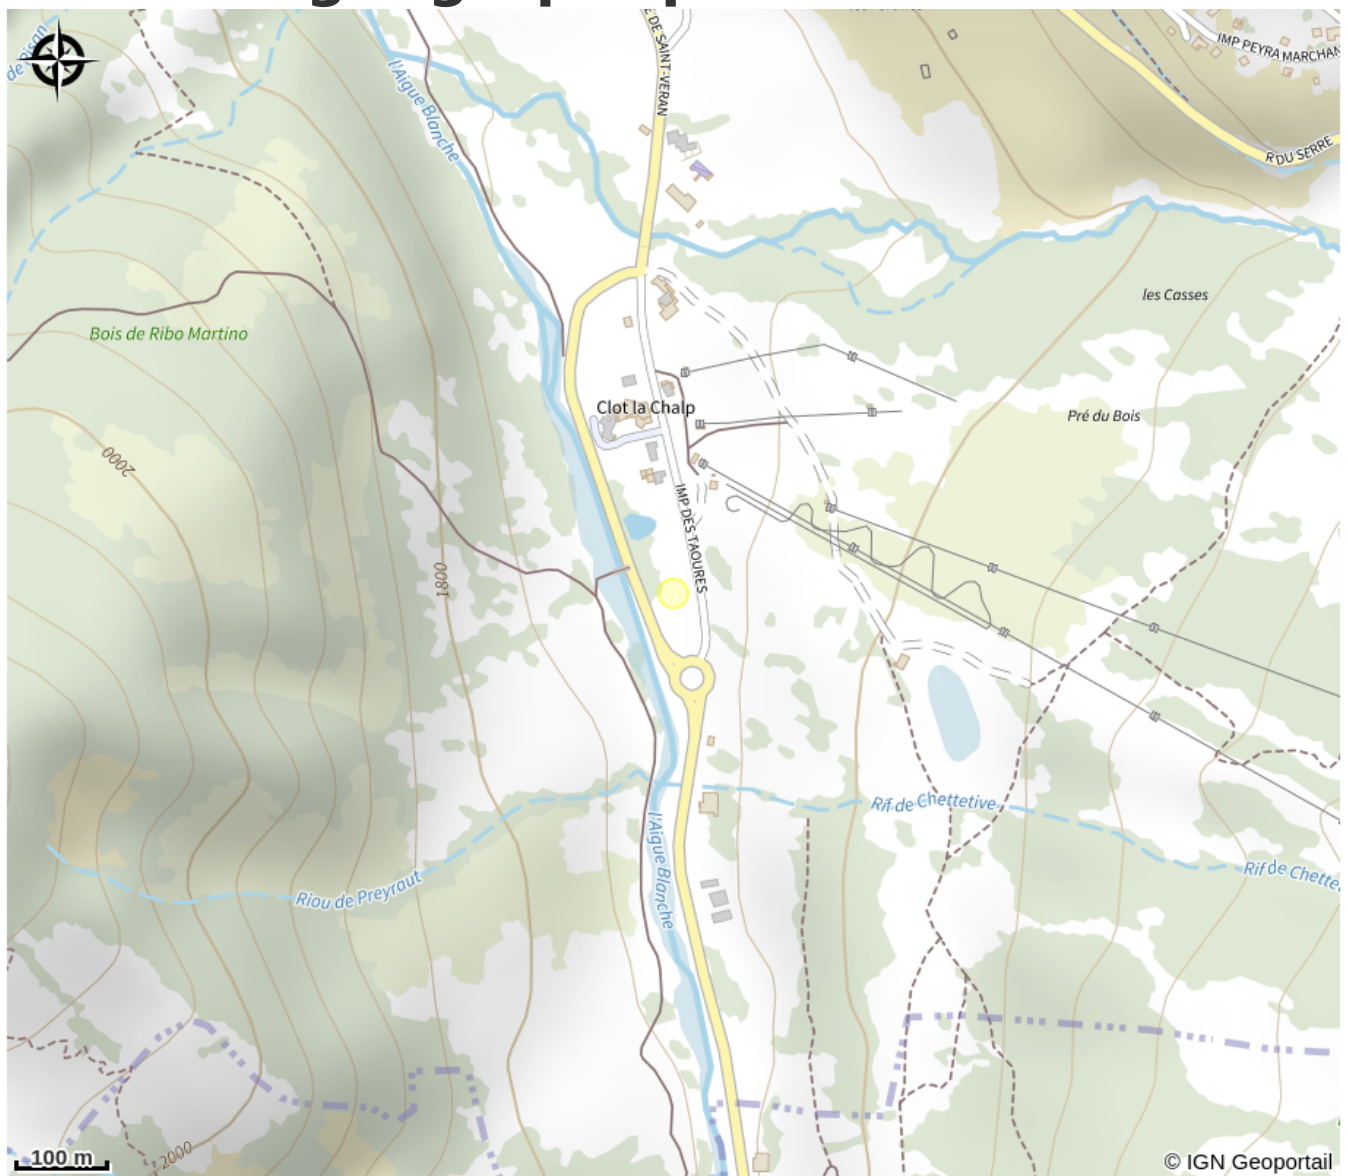 de Pisan
l'Aigue Blanche
E DE SAINT-VERAN
IMP PEYRA MARCHAN
R DU SERRE
les Casses
Bois de Ribo Martino
Clot la Chalp
Pré du Bois
2000
IMP DES TAOURES
1800
Rif de Chettetive
l'Aigue Blanche
Rif de Chette
Riou de Preyraut
2000
100 m
© IGN Geoportail